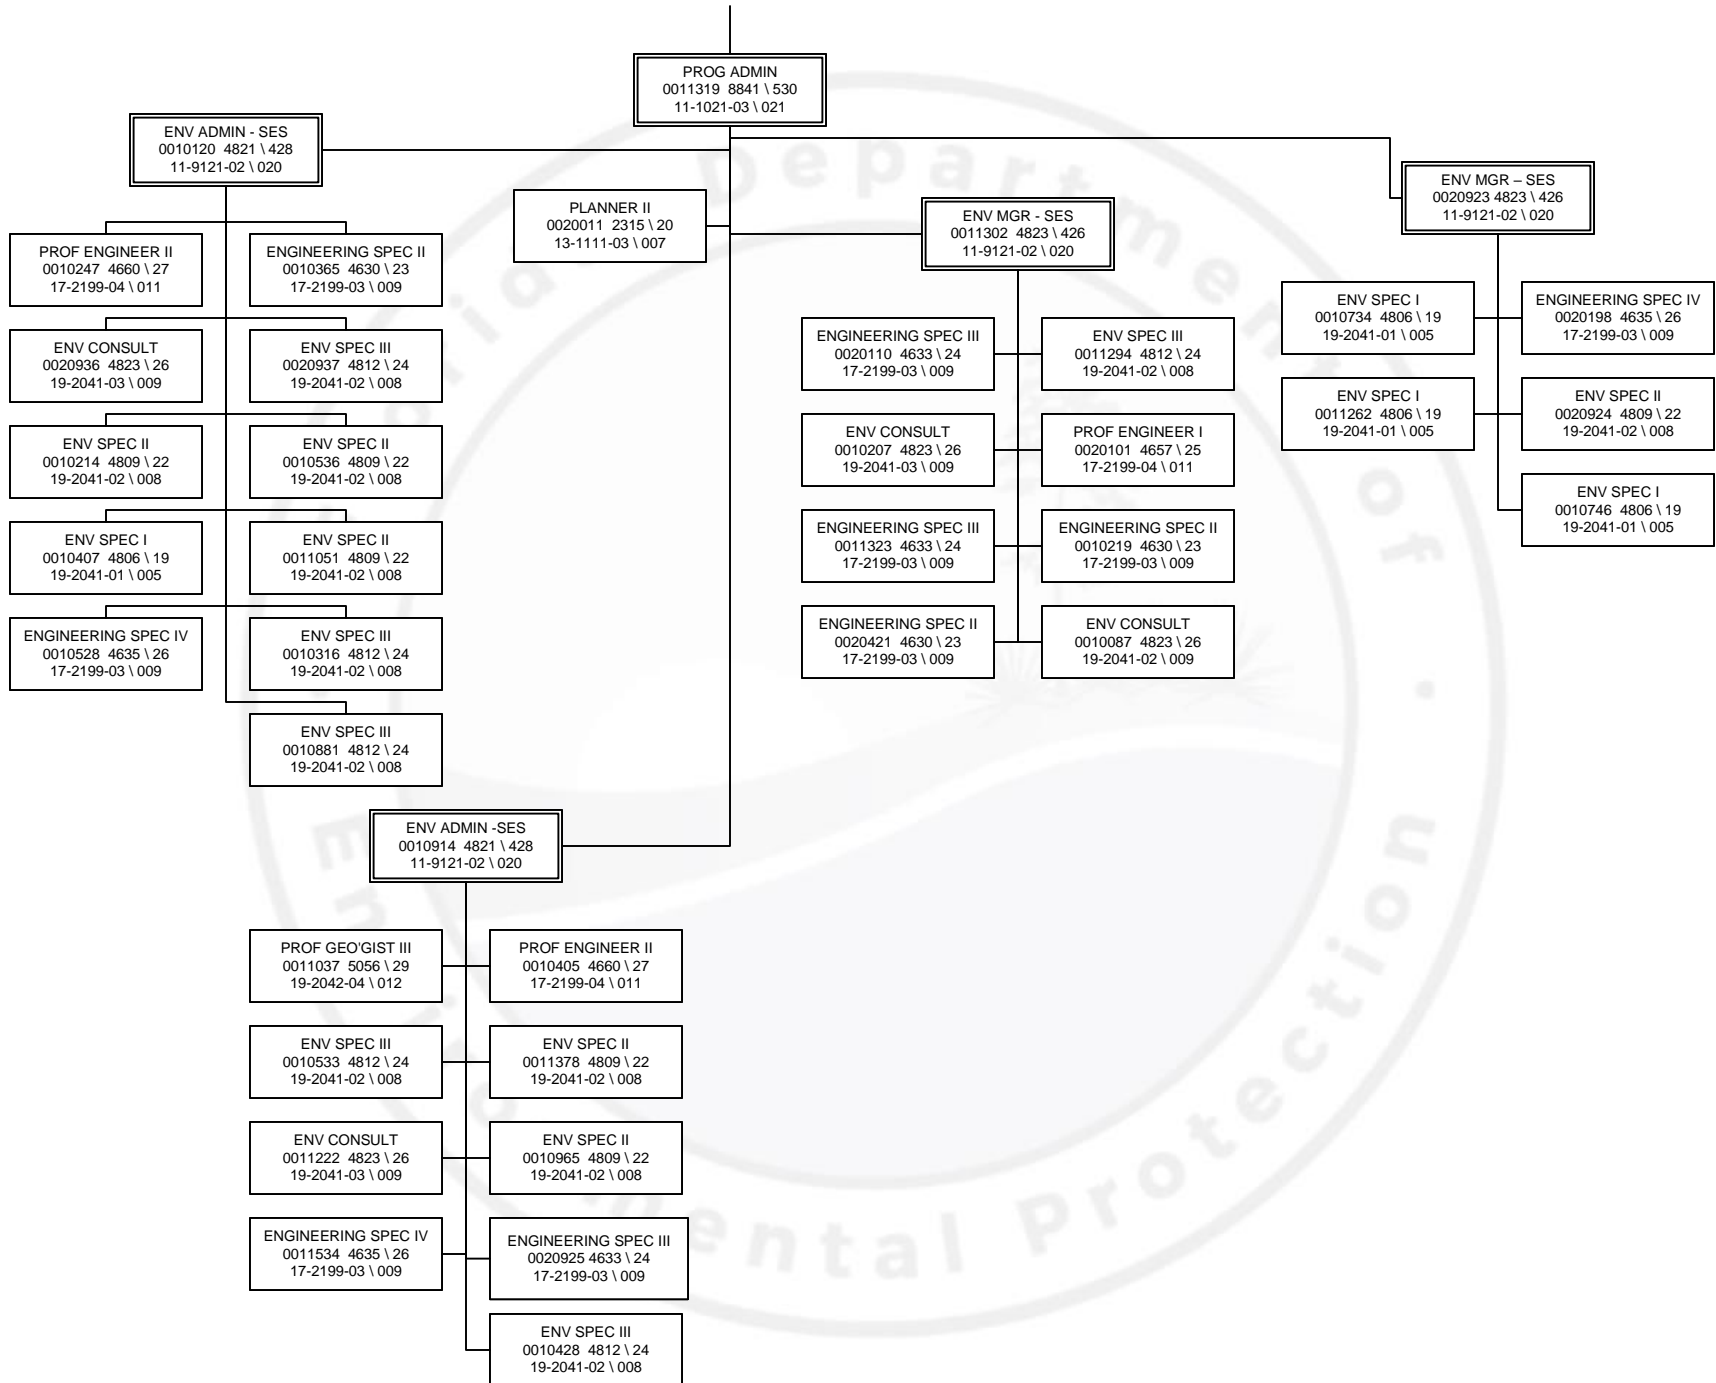 PROG ADMIN
0011319 8841 \ 530
11-1021-03 \ 021
ENV ADMIN - SES
0010120 4821 \ 428
11-9121-02 \ 020
PROF ENGINEER II
0010247 4660 \ 27
17-2199-04 \ 011
ENGINEERING SPEC II
0010365 4630 \ 23
17-2199-03 \ 009
ENV CONSULT
0020936 4823 \ 26
19-2041-03 \ 009
ENV SPEC III
0020937 4812 \ 24
19-2041-02 \ 008
ENV SPEC II
0010214 4809 \ 22
19-2041-02 \ 008
ENV SPEC II
0010536 4809 \ 22
19-2041-02 \ 008
ENV SPEC I
0010407 4806 \ 19
19-2041-01 \ 005
ENV SPEC II
0011051 4809 \ 22
19-2041-02 \ 008
ENGINEERING SPEC IV
0010528 4635 \ 26
17-2199-03 \ 009
ENV SPEC III
0010316 4812 \ 24
19-2041-02 \ 008
ENV SPEC III
0010881 4812 \ 24
19-2041-02 \ 008
PLANNER II
0020011 2315 \ 20
13-1111-03 \ 007
ENV MGR - SES
0011302 4823 \ 426
11-9121-02 \ 020
ENGINEERING SPEC III
0020110 4633 \ 24
17-2199-03 \ 009
ENV SPEC III
0011294 4812 \ 24
19-2041-02 \ 008
ENV CONSULT
0010207 4823 \ 26
19-2041-03 \ 009
PROF ENGINEER I
0020101 4657 \ 25
17-2199-04 \ 011
ENGINEERING SPEC III
0011323 4633 \ 24
17-2199-03 \ 009
ENGINEERING SPEC II
0010219 4630 \ 23
17-2199-03 \ 009
ENGINEERING SPEC II
0020421 4630 \ 23
17-2199-03 \ 009
ENV CONSULT
0010087 4823 \ 26
19-2041-02 \ 009
ENV MGR – SES
0020923 4823 \ 426
11-9121-02 \ 020
ENV SPEC I
0010734 4806 \ 19
19-2041-01 \ 005
ENGINEERING SPEC IV
0020198 4635 \ 26
17-2199-03 \ 009
ENV SPEC I
0011262 4806 \ 19
19-2041-01 \ 005
ENV SPEC II
0020924 4809 \ 22
19-2041-02 \ 008
ENV SPEC I
0010746 4806 \ 19
19-2041-01 \ 005
ENV ADMIN -SES
0010914 4821 \ 428
11-9121-02 \ 020
PROF GEO'GIST III
0011037 5056 \ 29
19-2042-04 \ 012
PROF ENGINEER II
0010405 4660 \ 27
17-2199-04 \ 011
ENV SPEC III
0010533 4812 \ 24
19-2041-02 \ 008
ENV SPEC II
0011378 4809 \ 22
19-2041-02 \ 008
ENV CONSULT
0011222 4823 \ 26
19-2041-03 \ 009
ENV SPEC II
0010965 4809 \ 22
19-2041-02 \ 008
ENGINEERING SPEC IV
0011534 4635 \ 26
17-2199-03 \ 009
ENGINEERING SPEC III
0020925 4633 \ 24
17-2199-03 \ 009
ENV SPEC III
0010428 4812 \ 24
19-2041-02 \ 008
Department of
Protection